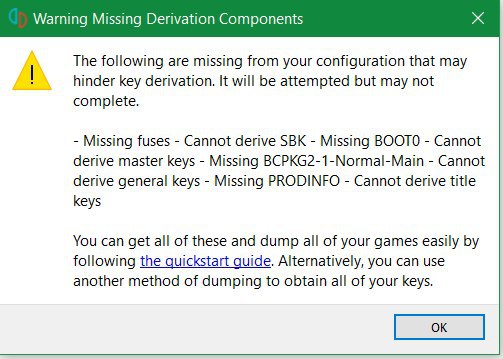 Warning Missing Derivation Components
The following are missing from your configuration that may
hinder key derivation. It will be attempted but may not
complete.
- Missing fuses - Cannot derive SBK - Missing BOOT0 - Cannot
derive master keys - Missing BCPKG2-1-Normal-Main - Cannot
derive general keys - Missing PRODINFO - Cannot derive title
keys
You can get all of these and dump all of your games easily by
following the quickstart guide. Alternatively, you can use
another method of dumping to obtain all of your keys.
OK